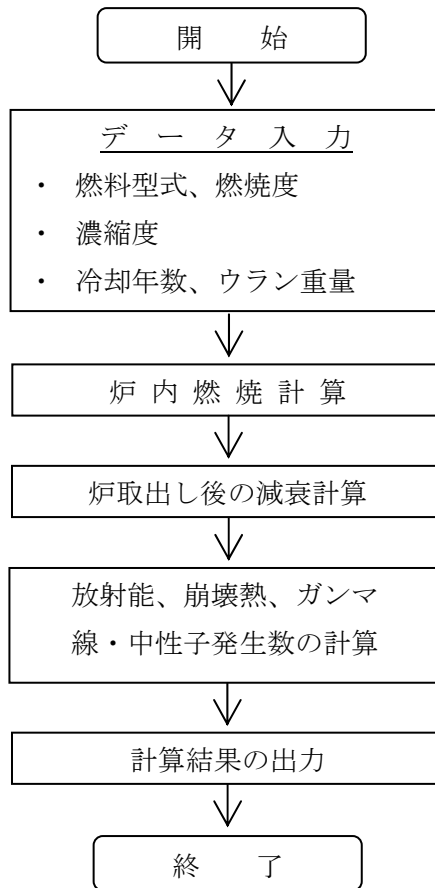 開　始
データ入力
・ 燃料型式、燃焼度
・ 濃縮度
・ 冷却年数、ウラン重量
炉内燃焼計算
炉取出し後の減衰計算
放射能、崩壊熱、ガンマ
線・中性子発生数の計算
計算結果の出力
終　了